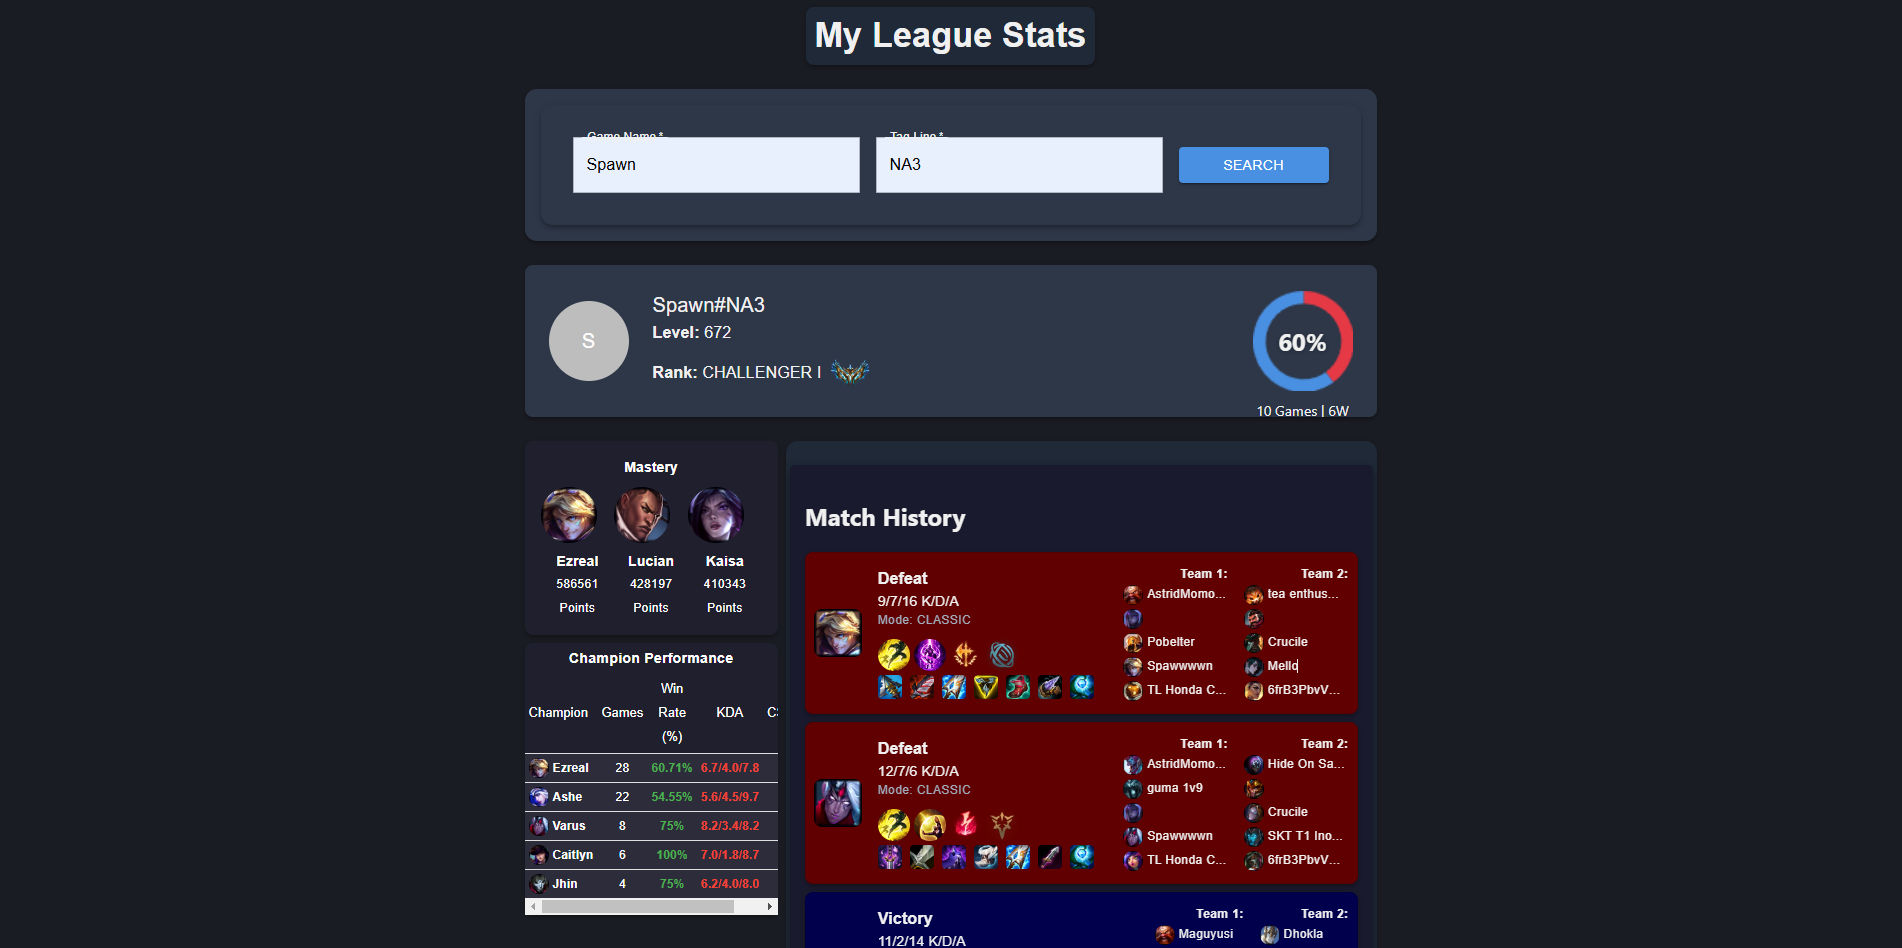 My League Stats
Game Name *
Tag Line *
Spawn
NA3
SEARCH
S
Spawn#NA3
Level: 672
Rank: CHALLENGER I
60%
10 Games | 6W
Mastery
Ezreal
Lucian
Kaisa
586561
428197
410343
Points
Points
Points
Champion Performance
Champion Games Win Rate (%) KDA
Ezreal 28 60.71% 6.7/4.0/7.8
Ashe 22 54.55% 5.6/4.5/9.7
Varus 8 75% 8.2/3.4/8.2
Caitlyn 6 100% 7.0/1.8/8.7
Jhin 4 75% 6.2/4.0/8.0
Match History
Defeat
9/7/16 K/D/A
Mode: CLASSIC
Team 1:
AstridMomo...
Pobelter
Spawwwwn
TL Honda C...
Team 2:
tea enthus...
Crucile
Mello
6frB3PbvV...
Defeat
12/7/6 K/D/A
Mode: CLASSIC
Team 1:
AstridMomo...
guma 1v9
Spawwwwn
TL Honda C...
Team 2:
Hide On Sa...
Crucile
SKT T1 Ino...
6frB3PbvV...
Victory
11/2/14 K/D/A
Team 1:
Maguyusi
Team 2:
Dhokla